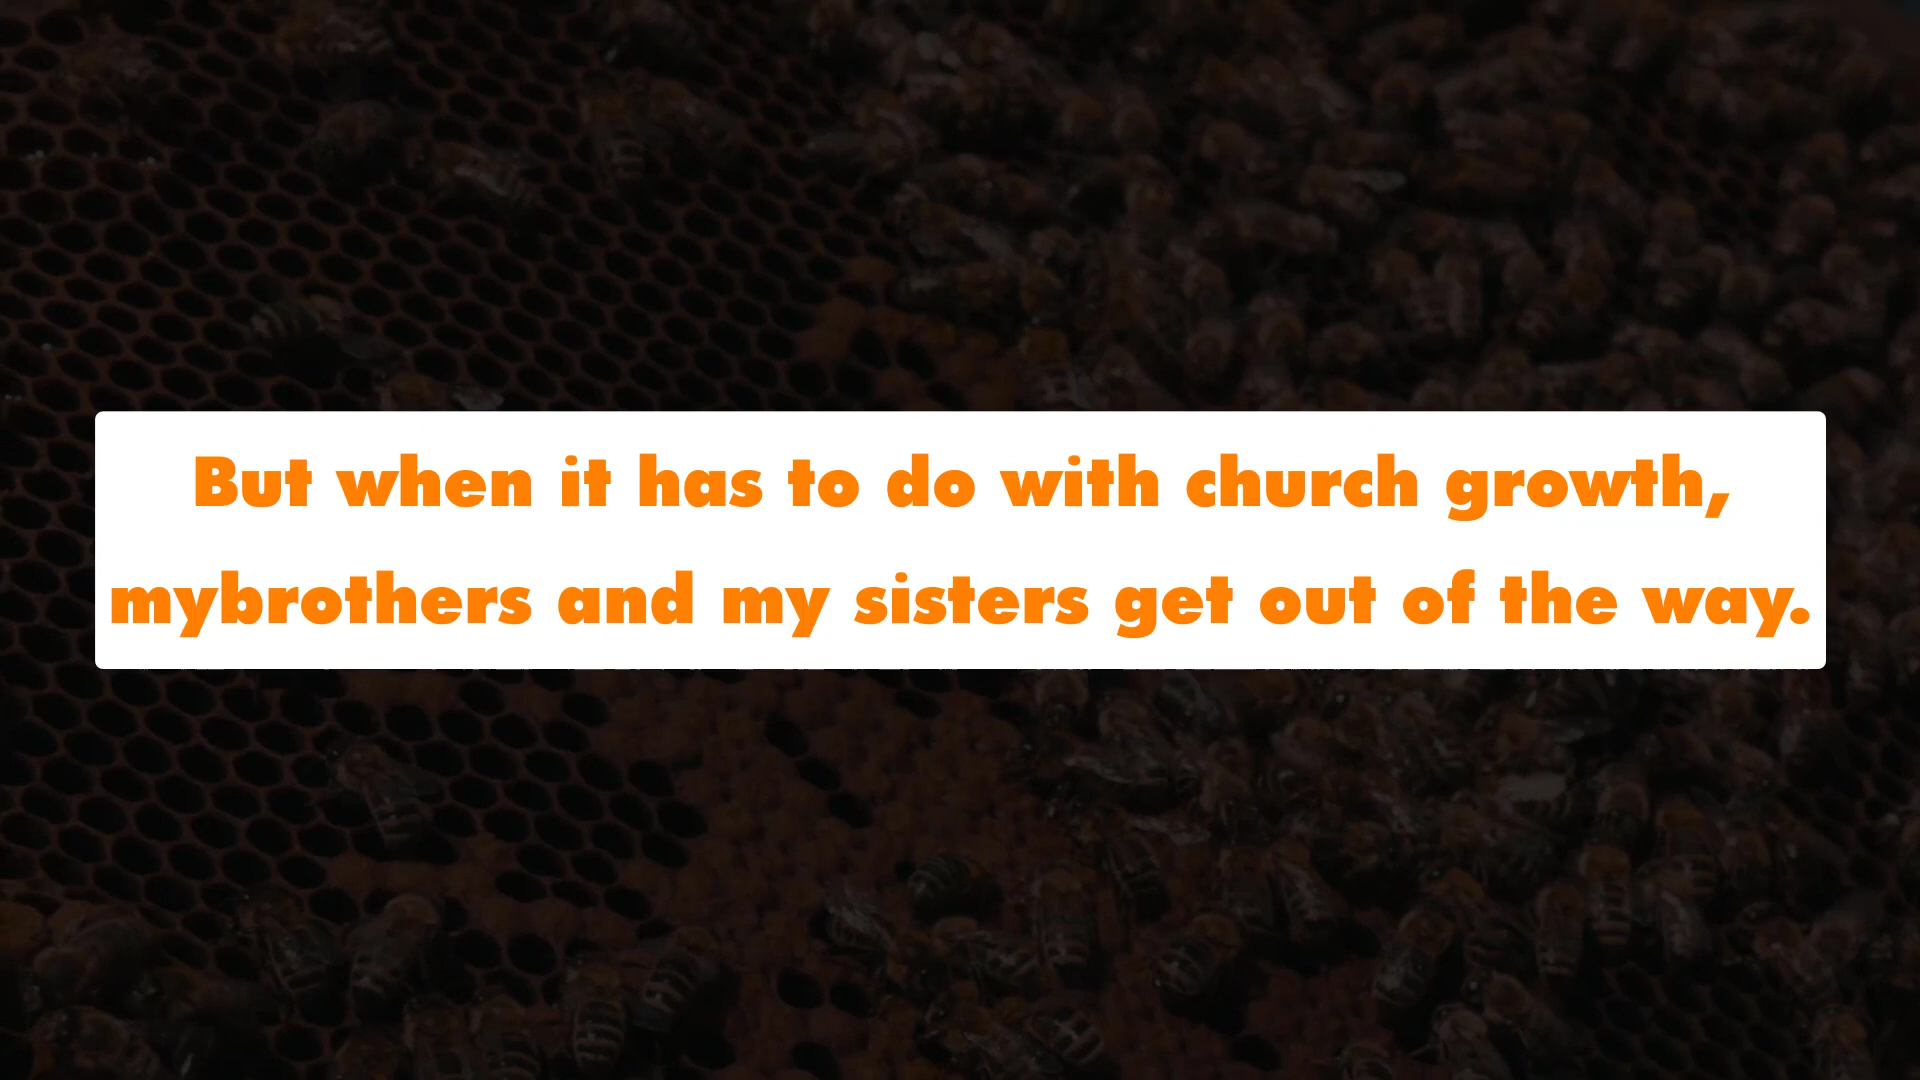 But when it has to do with church growth,
mybrothers and my sisters get out of the way.